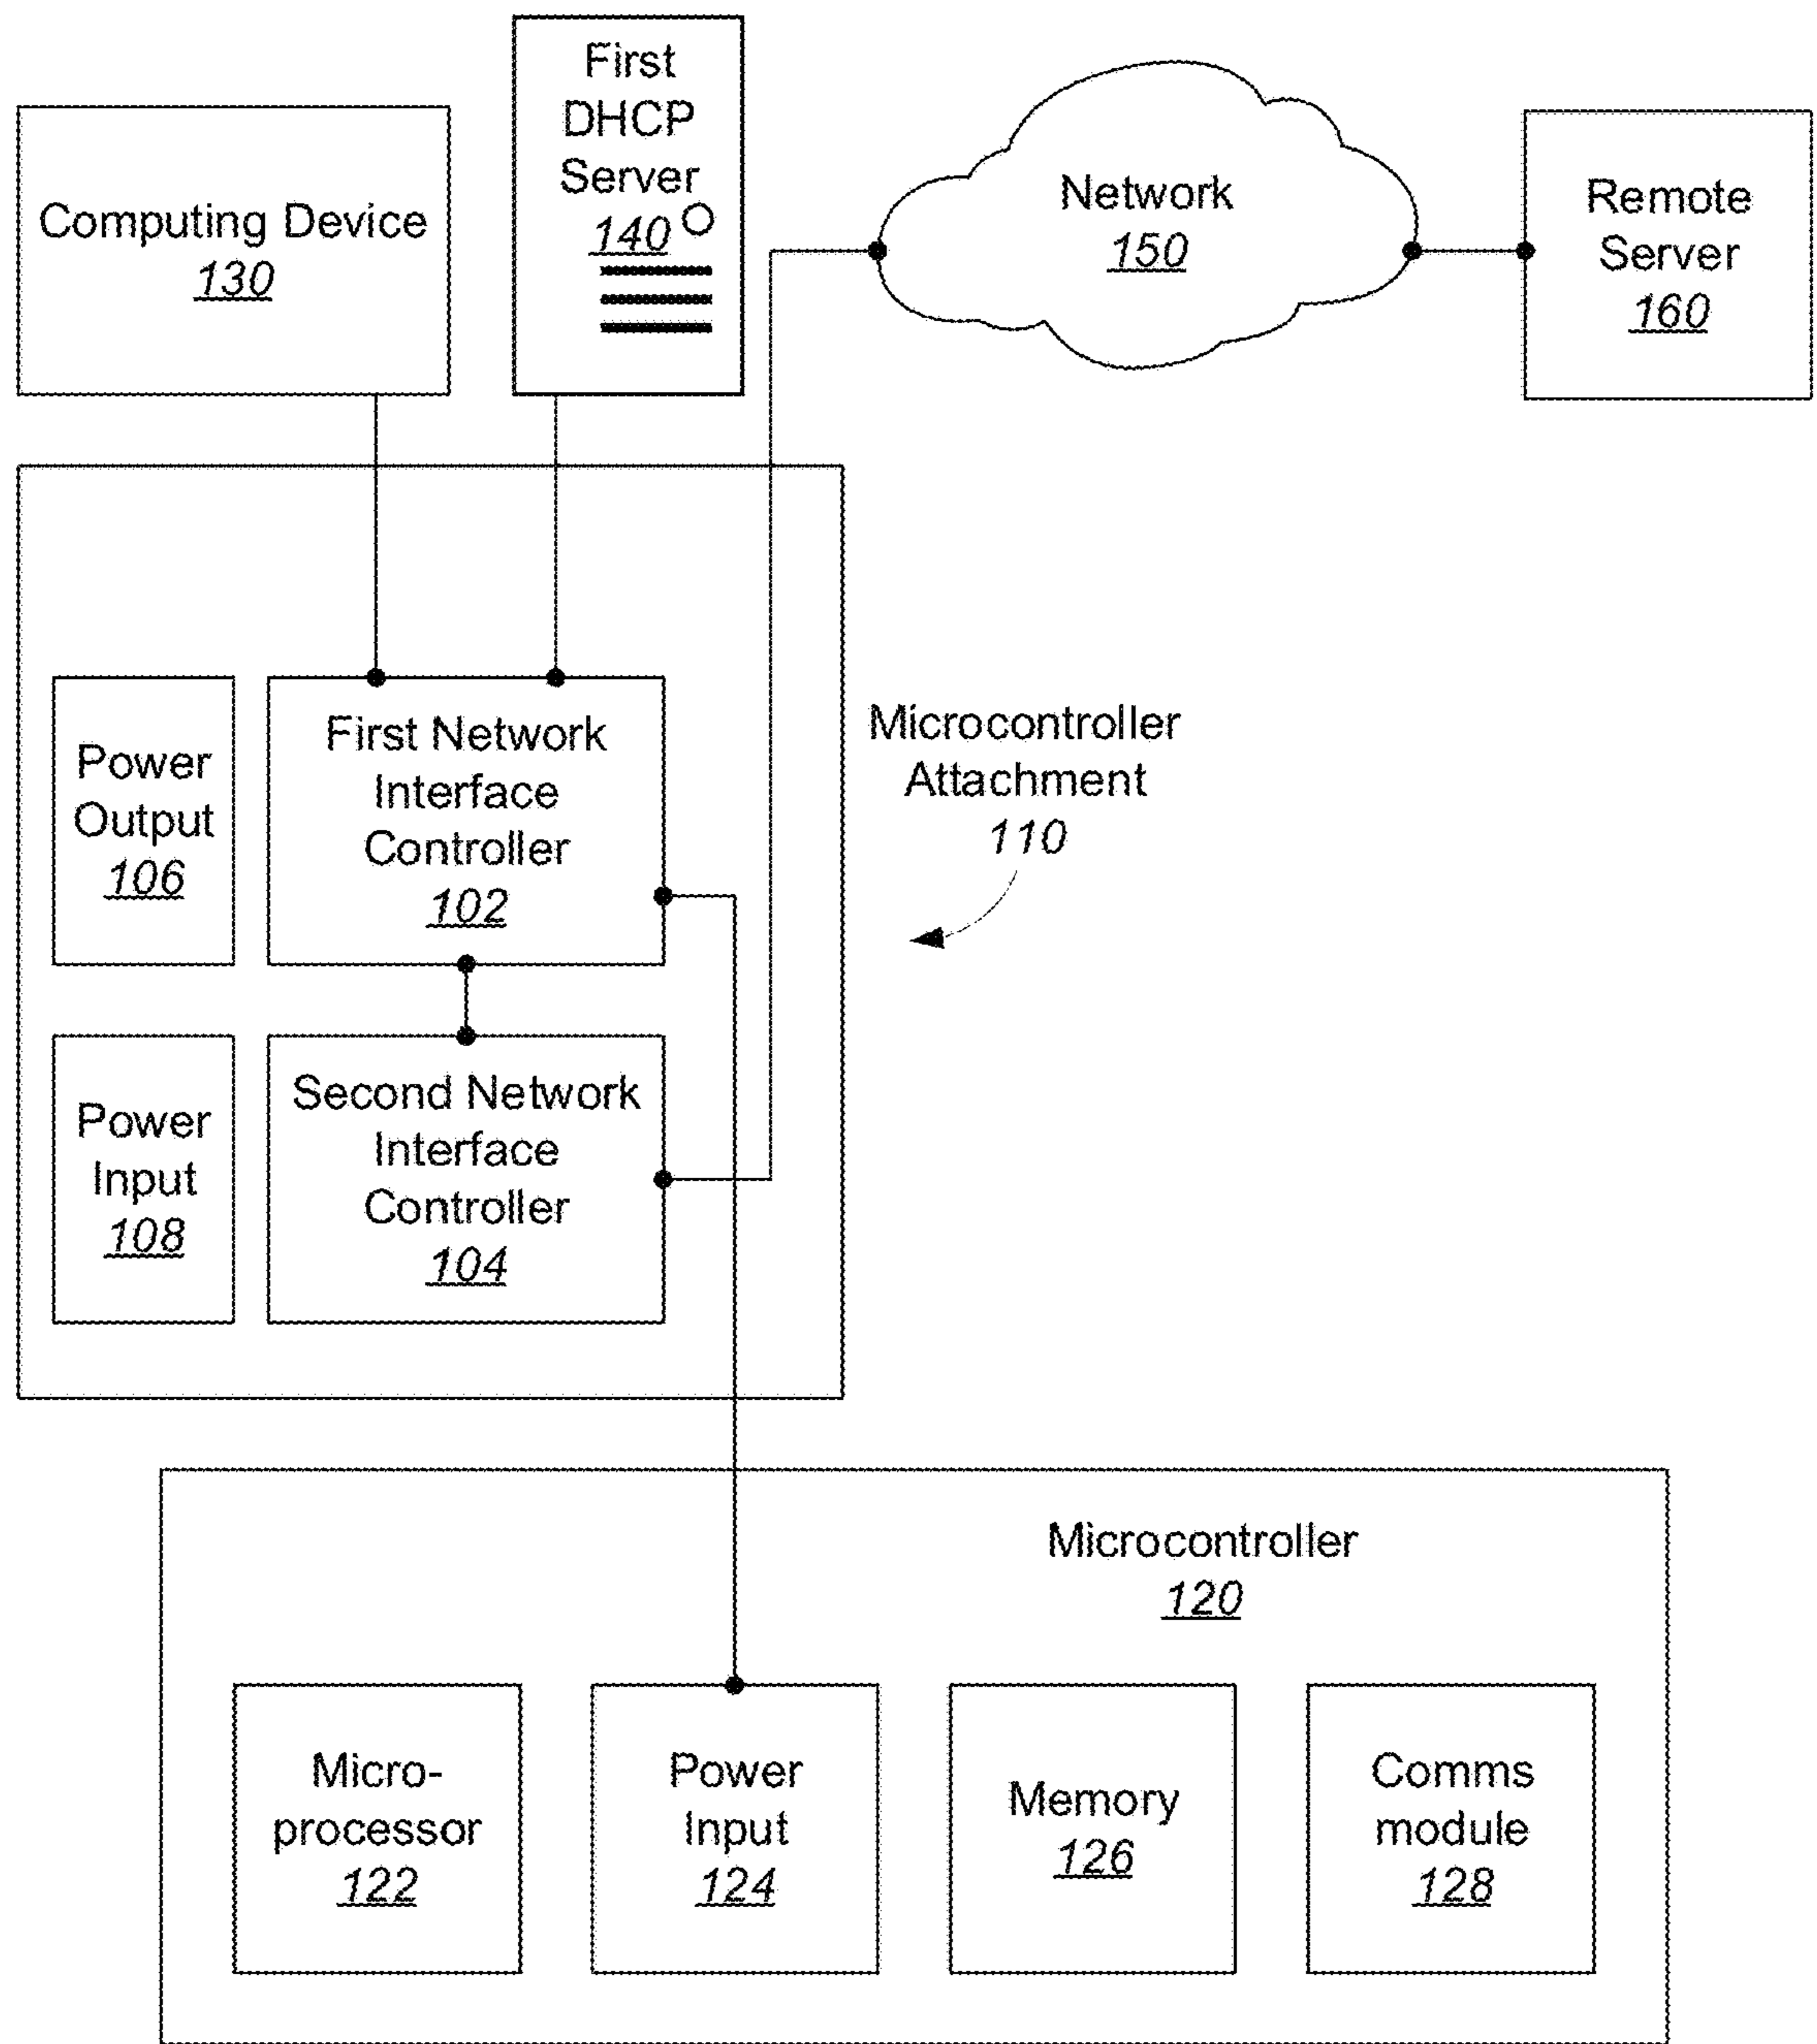 First
DHCP
Server
140
Computing Device
130
Network
150
Remote
Server
160
Microcontroller
Attachment
110
Power
Output
106
First Network
Interface
Controller
102
Power
Input
108
Second Network
Interface
Controller
104
Microcontroller
120
Micro-
processor
122
Power
Input
124
Memory
126
Comms
module
128